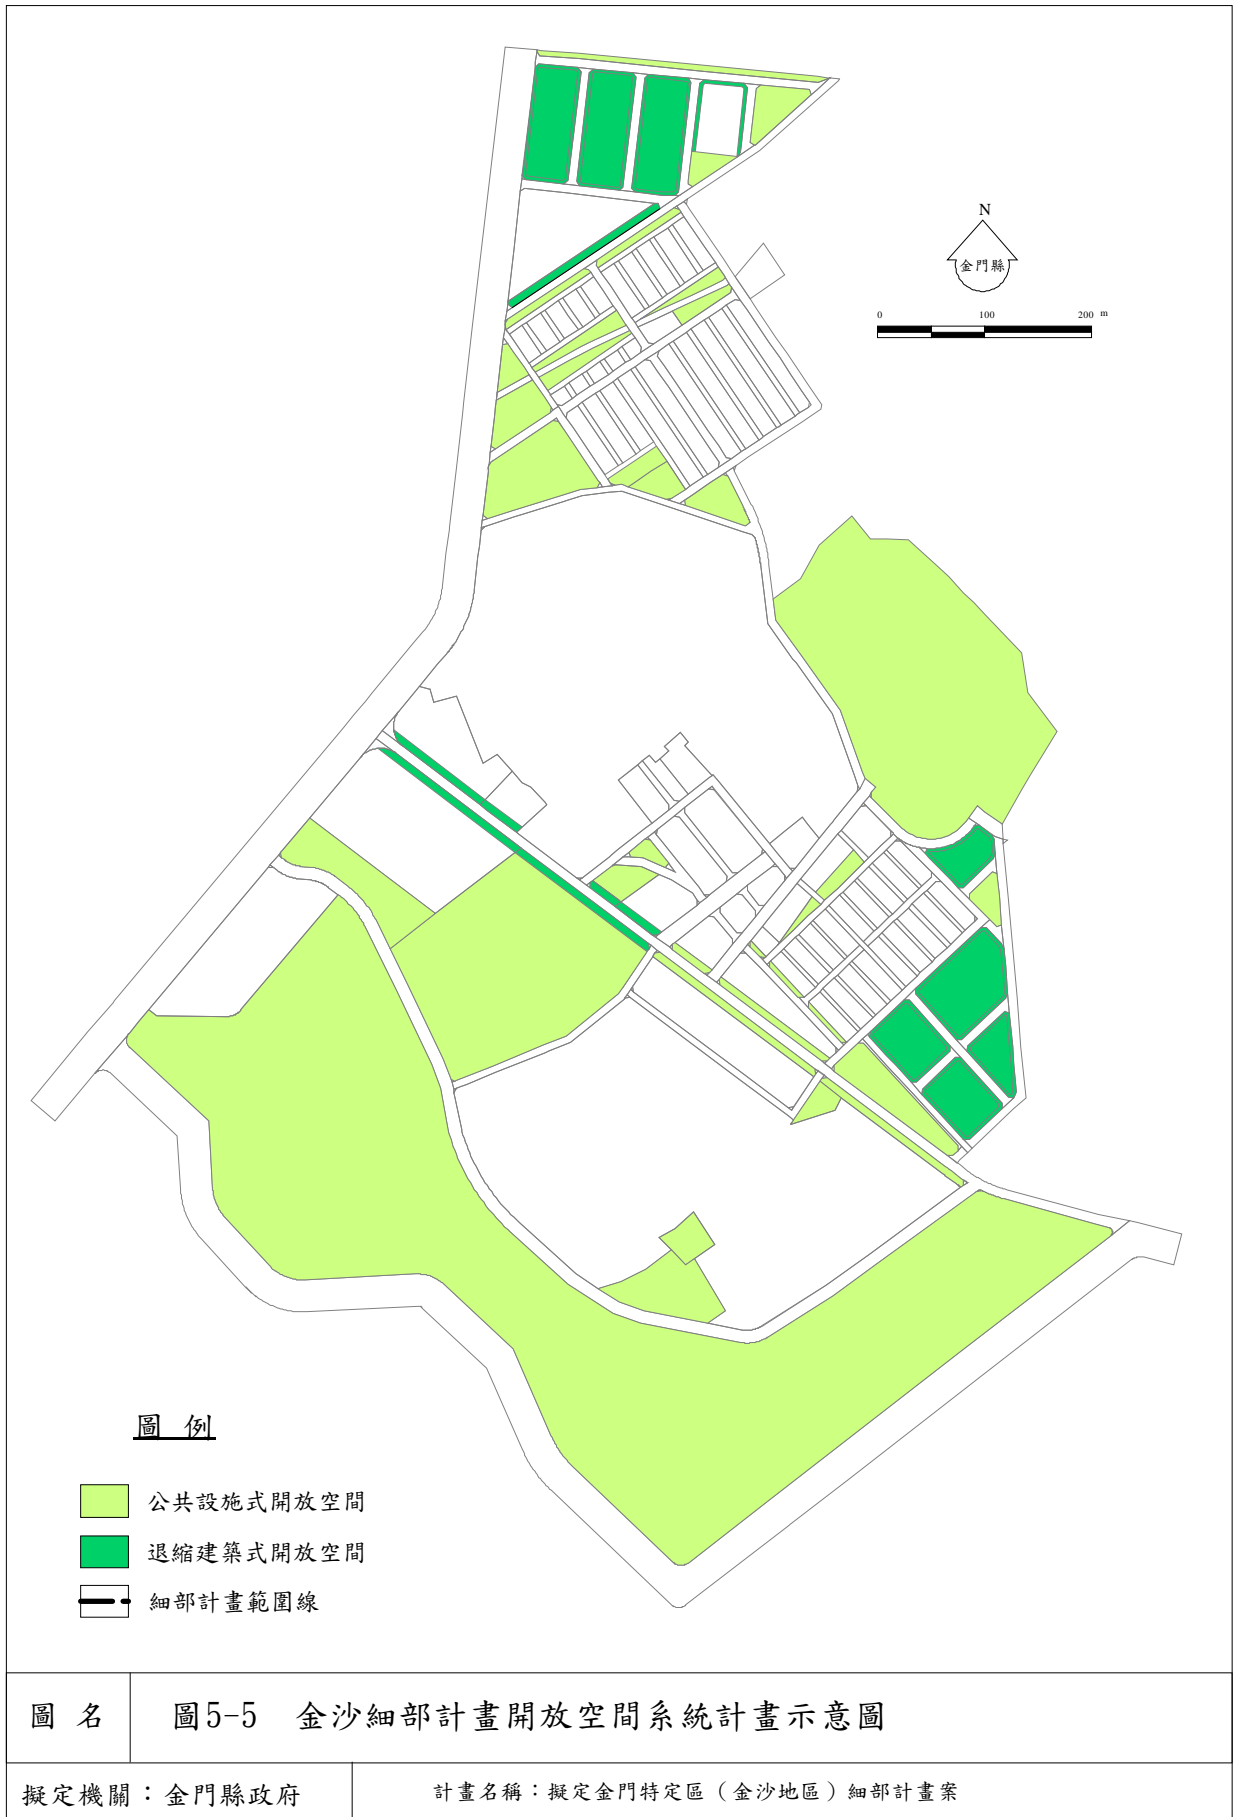 N
金門縣
0 100 200 m
圖 例
公共設施式開放空間
退縮建築式開放空間
細部計畫範圍線
圖 名 圖5-5 金沙細部計畫開放空間系統計畫示意圖
擬定機關：金門縣政府 計畫名稱：擬定金門特定區（金沙地區）細部計畫案